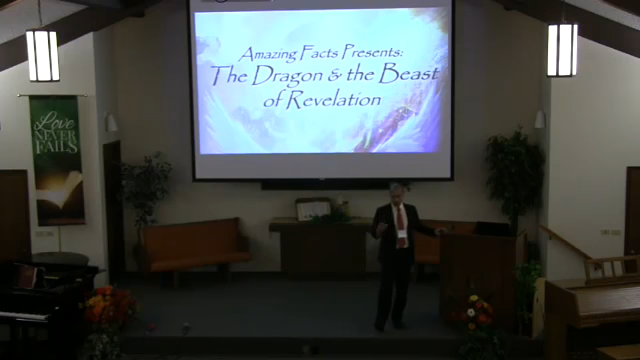 Amazing Facts Presents:
The Dragon & the Beast
of Revelation
Love
NEVER
FAILS